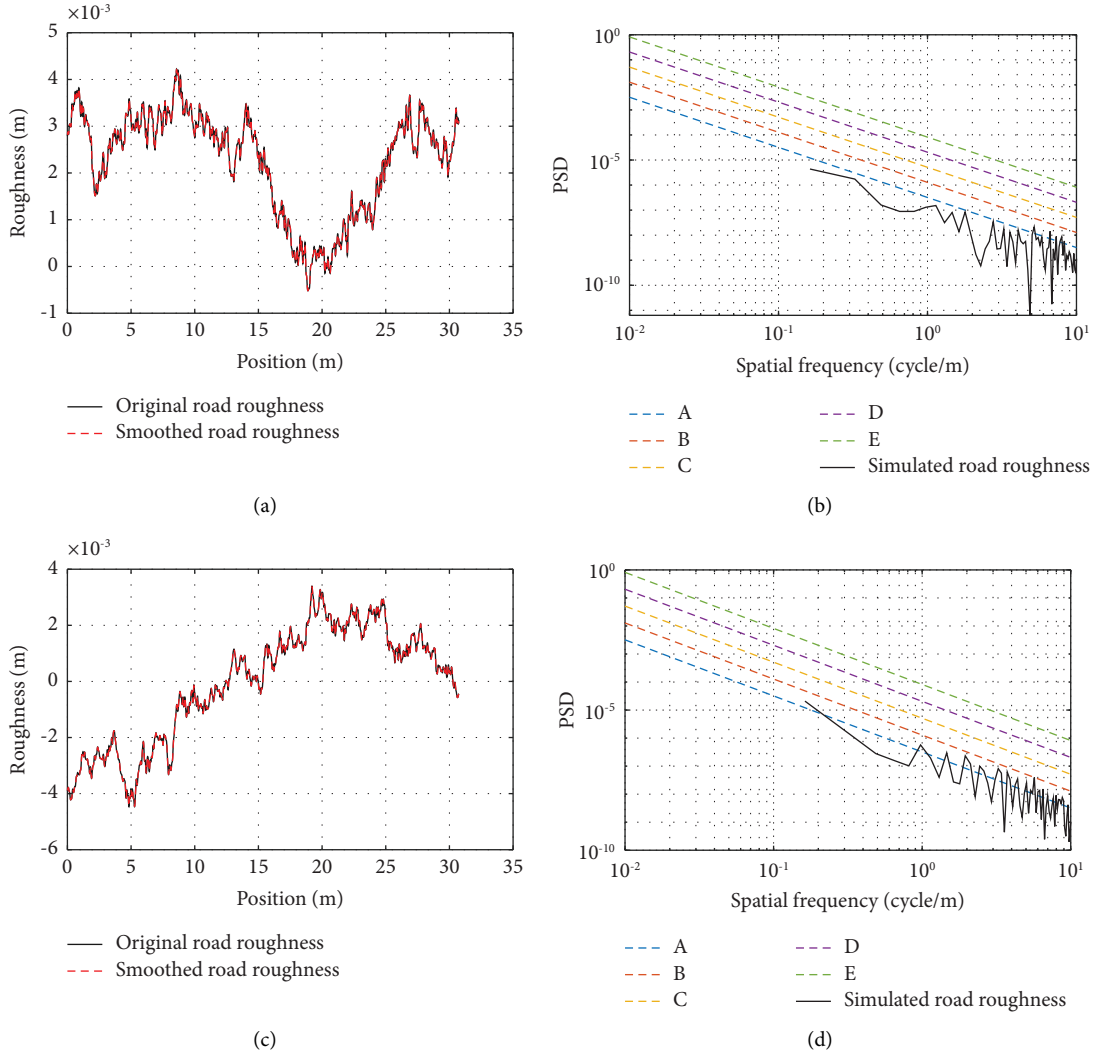 ×10-3
5
4
3
2
1
0
-1
Roughness (m)
0 5 10 15 20 25 30 35
Position (m)
Original road roughness
Smoothed road roughness
(a)
100
10-5
10-10
PSD
10-2 10-1 100 101
Spatial frequency (cycle/m)
A
B
C
D
E
Simulated road roughness
(b)
×10-3
4
2
0
-2
-4
-6
Roughness (m)
0 5 10 15 20 25 30 35
Position (m)
Original road roughness
Smoothed road roughness
(c)
100
10-5
10-10
PSD
10-2 10-1 100 101
Spatial frequency (cycle/m)
A
B
C
D
E
Simulated road roughness
(d)